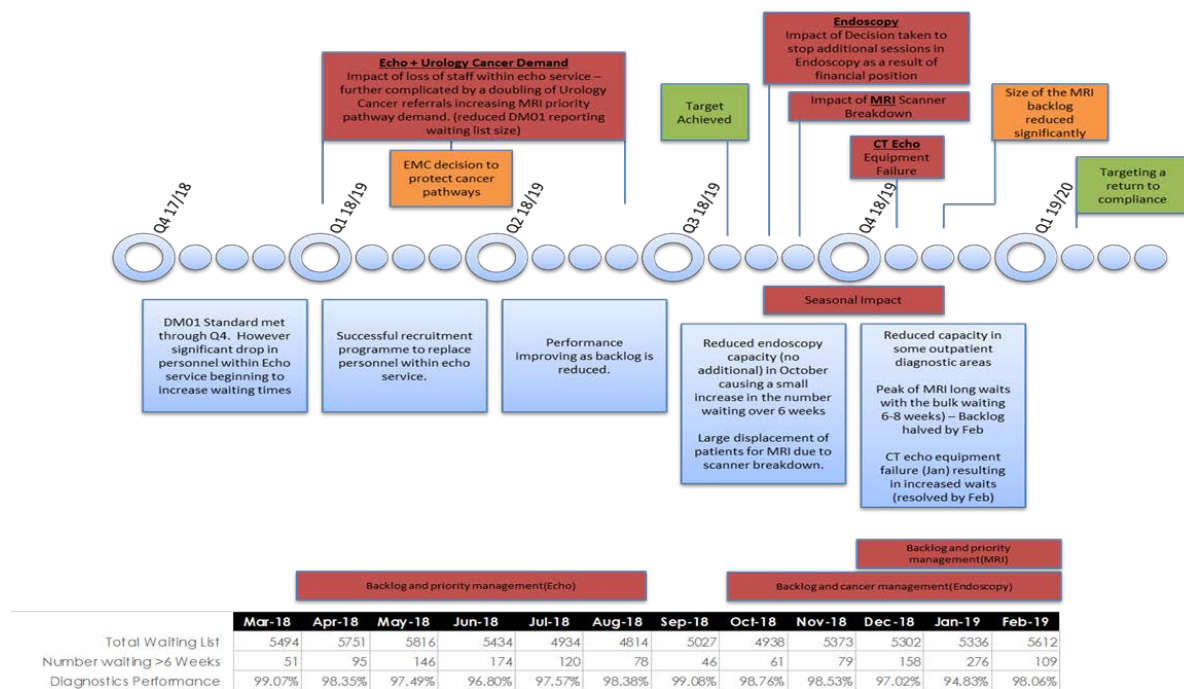 Echo + Urology Cancer Demand
Impact of loss of staff within echo service –
further complicated by a doubling of Urology
Cancer referrals increasing MRI priority
pathway demand. (reduced DM01 reporting
waiting list size)
EMC decision to
protect cancer
pathways
Target
Achieved
Endoscopy
Impact of Decision taken to
stop additional sessions in
Endoscopy as a result of
financial position
Impact of MRI Scanner
Breakdown
CT Echo
Equipment
Failure
Size of the MRI
backlog
reduced
significantly
Targeting
a return to
compliance
Q4 17/18
Q1 18/19
Q2 18/19
Q3 18/19
Q4 18/19
Q1 19/20
Seasonal Impact
DM01 Standard met
through Q4. However
significant drop in
personnel within Echo
service beginning to
increase waiting times
Successful recruitment
programme to replace
personnel within echo
service.
Performance
improving as backlog is
reduced.
Reduced endoscopy
capacity (no
additional) in October
causing a small
increase in the number
waiting over 6 weeks
Large displacement of
patients for MRI due to
scanner breakdown.
Reduced capacity in
some outpatient
diagnostic areas
Peak of MRI long waits
with the bulk waiting
6-8 weeks) – Backlog
halved by Feb
CT echo equipment
failure (Jan) resulting
in increased waits
(resolved by Feb)
Backlog and priority
management(MRI)
Backlog and priority management(Echo)
Backlog and cancer management(Endoscopy)
Mar-18 Apr-18 May-18 Jun-18 Jul-18 Aug-18 Sep-18 Oct-18 Nov-18 Dec-18 Jan-19 Feb-19
Total Waiting List 5494 5751 5816 5434 4934 4814 5027 4938 5373 5302 5336 5612
Number waiting >6 Weeks 51 95 146 174 120 78 46 61 79 158 276 109
Diagnostics Performance 99.07% 98.35% 97.49% 96.80% 97.57% 98.38% 99.08% 98.76% 98.53% 97.02% 94.83% 98.06%